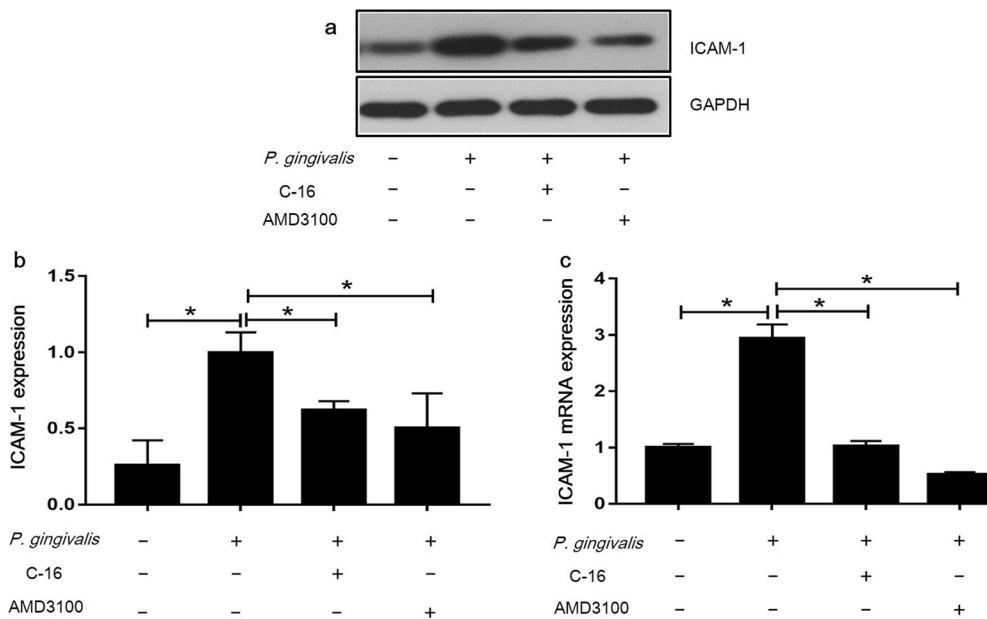 a
ICAM-1
GAPDH
P. gingivalis – + + +
C-16 – – + –
AMD3100 – – – +
b
ICAM-1 expression
1.5
1.0
0.5
0.0
* * *
P. gingivalis – + + +
C-16 – – + –
AMD3100 – – – +
c
ICAM-1 mRNA expression
4
3
2
1
0
* * *
P. gingivalis – + + +
C-16 – – + –
AMD3100 – – – +